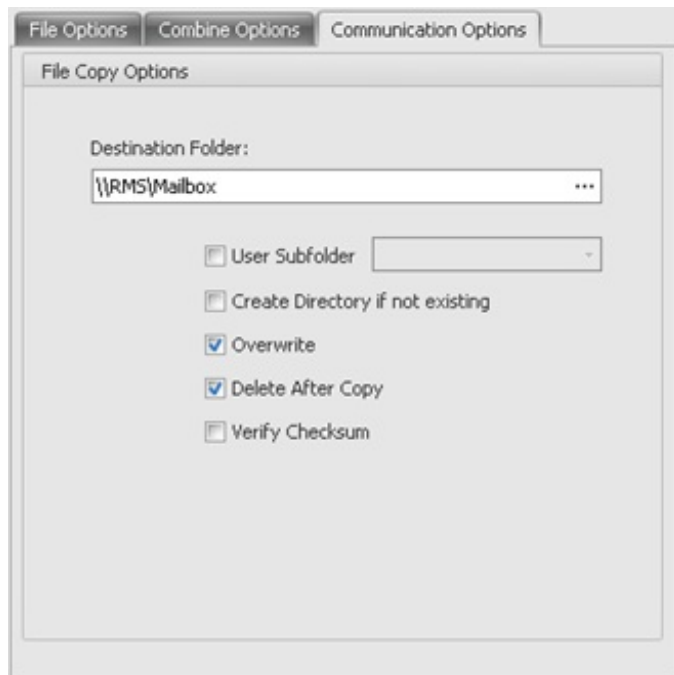 File Options Combine Options Communication Options
File Copy Options
Destination Folder:
\\RMS\Mailbox ...
User Subfolder
Create Directory if not existing
Overwrite
Delete After Copy
Verify Checksum